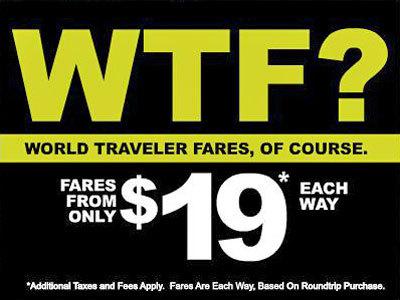 WTF?
WORLD TRAVELER FARES, OF COURSE.
FARES
FROM
ONLY
$19*
EACH
WAY
*Additional Taxes and Fees Apply. Fares Are Each Way, Based On Roundtrip Purchase.